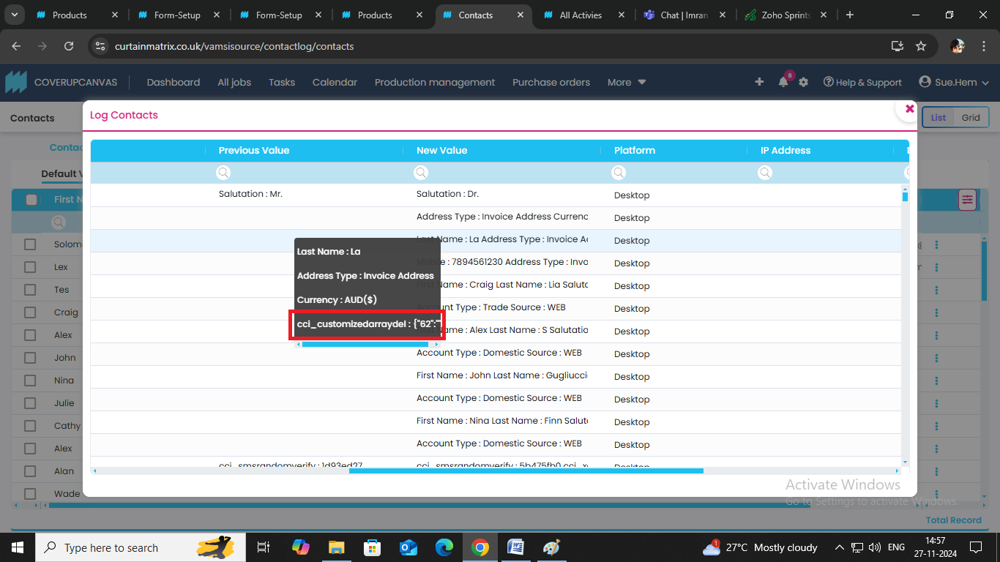 Products
Form-Setup
Form-Setup
Products
Contacts
All Activies
Chat | Imran
Zoho Sprints
curtainmatrix.co.uk/vamsisource/contactlog/contacts
COVERUPCANVAS
Dashboard
All jobs
Tasks
Calendar
Production management
Purchase orders
More
8
Help & Support
Sue.Hem
Contacts
Log Contacts
List
Grid
Default
First
Previous Value
New Value
Platform
IP Address
Salutation : Mr.
Salutation : Dr.
Desktop
Address Type : Invoice Address Currenc
Desktop
Name : La Address Type : Invoice
Desktop
: 7894561230 Address Type : Invo
Desktop
Name : Craig Last Name : Lia Saluta
Desktop
Type : Trade Source : WEB
Desktop
: Alex Last Name : S Salutatio
Desktop
Account Type : Domestic Source : WEB
Desktop
First Name : John Last Name : Gugliucci
Desktop
Account Type : Domestic Source : WEB
Desktop
First Name : Nina Last Name : Finn Salut
Desktop
Account Type : Domestic Source : WEB
Desktop
cci_smsrandomverify : 1d93ed27
cci_smsrandomverify : 5b475fb0
Desktop
Last Name : La
Address Type : Invoice Address
Currency : AUD($)
cci_customizedarraydel : {"62":"
Solom
Lex
Tes
Craig
Alex
John
Nina
Julie
Cathy
Alex
Alan
Wade
Activate Windows
Go to Settings to activate Windows.
Total Record
Type here to search
1
27°C Mostly cloudy
ENG
14:57
27-11-2024